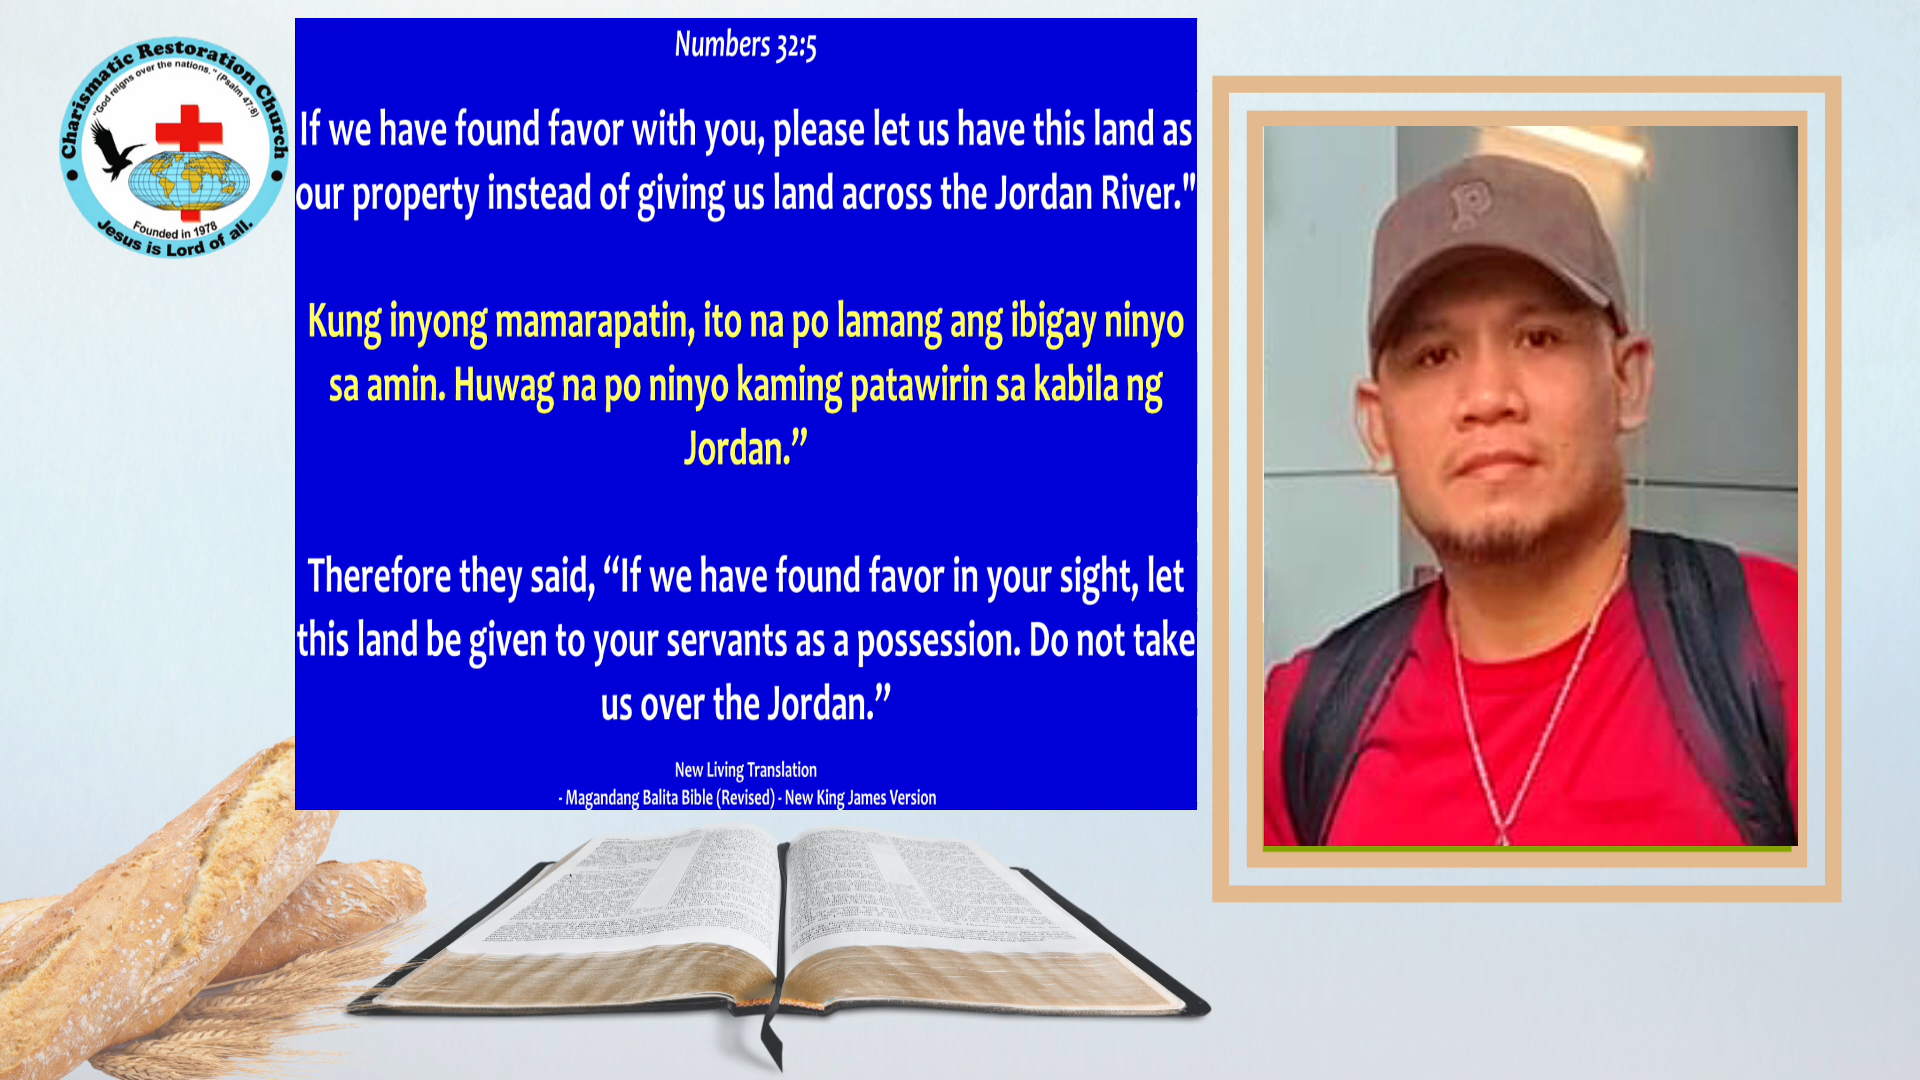 Charismatic Restoration Church
"God reigns over the nations." (Psalm 47:8)
Founded in 1978
Jesus is Lord of all.
Numbers 32:5
If we have found favor with you, please let us have this land as
our property instead of giving us land across the Jordan River."
Kung inyong mamarapatin, ito na po lamang ang ibigay ninyo
sa amin. Huwag na po ninyo kaming patawirin sa kabila ng
Jordan.”
Therefore they said, “If we have found favor in your sight, let
this land be given to your servants as a possession. Do not take
us over the Jordan.”
New Living Translation
- Magandang Balita Bible (Revised) - New King James Version
P